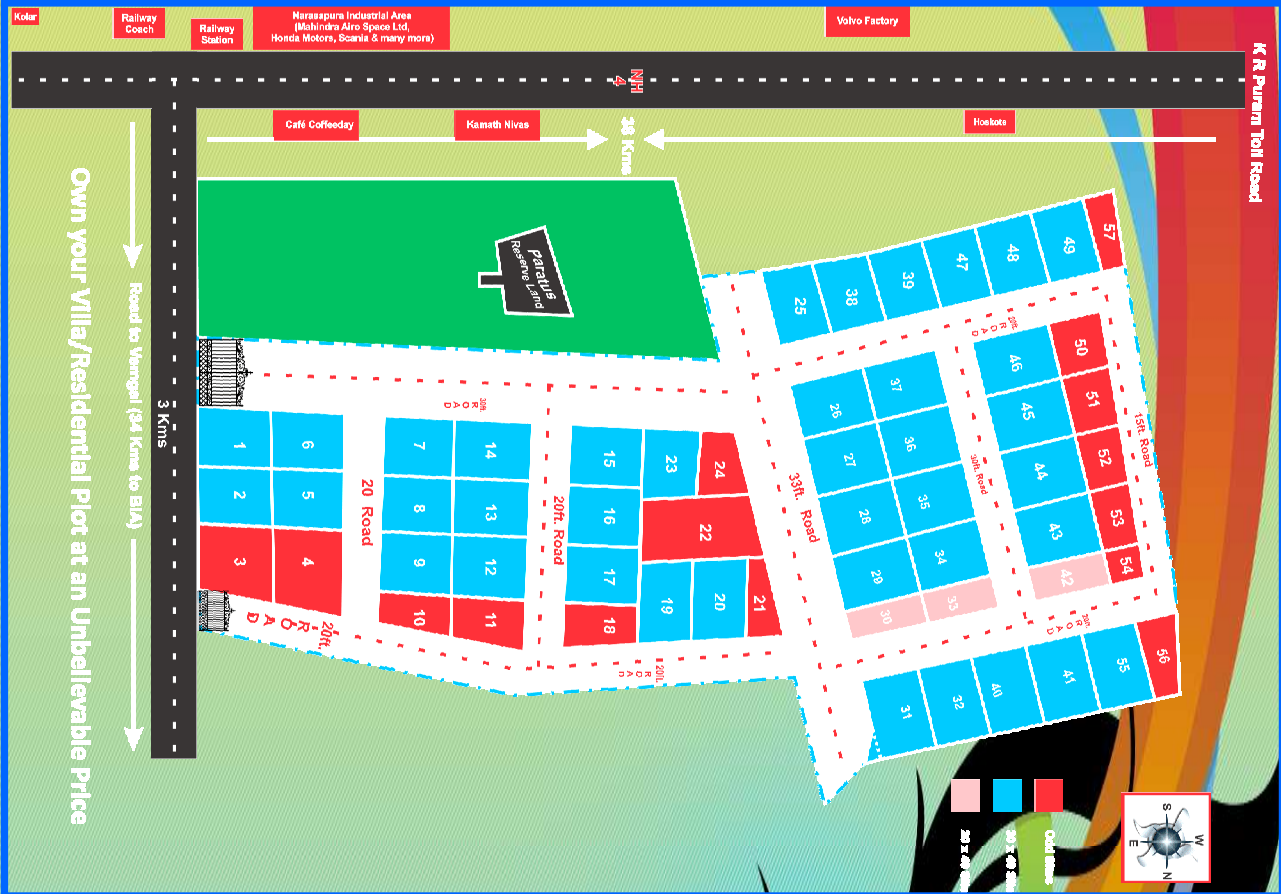 Kolar
Railway
Coach
Railway
Station
Narasapura Industrial Area
(Mahindra Airo Space Ltd,
Honda Motors, Scania & many more)
Volvo Factory
K R Puram Toll Road
NH
4
Café Coffeeday
Kamath Nivas
38 Kms
Hoskote
Own your Villa/Residential Plot at an Unbelievable Price
Road to Vemgal (34 Kms to BIA)
3 Kms
Paratus
Reserve Land
57
49
48
47
39
38
25
20ft.
ROAD
50
46
51
45
52
44
53
43
54
42
15ft. Road
30ft. Road
37
26
36
27
35
28
34
29
33
30
33ft. Road
30ft.
ROAD
1
6
2
5
3
4
20 Road
7
14
8
13
9
12
10
11
20ft. Road
15
23
24
16
22
17
18
19
20
21
20ft.
ROAD
20ft.
ROAD
20ft.
ROAD
31
32
40
41
55
56
Odd Sites
S
W
E
N